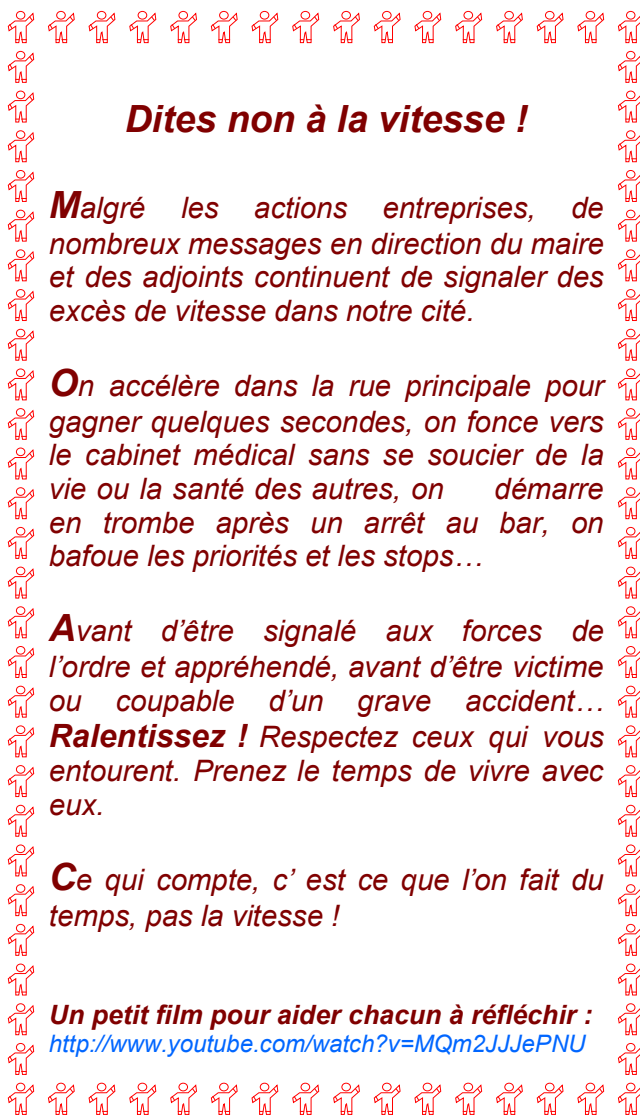 Dites non à la vitesse !
Malgré les actions entreprises, de
nombreux messages en direction du maire
et des adjoints continuent de signaler des
excès de vitesse dans notre cité.
On accélère dans la rue principale pour
gagner quelques secondes, on fonce vers
le cabinet médical sans se soucier de la
vie ou la santé des autres, on démarre
en trombe après un arrêt au bar, on
bafoue les priorités et les stops…
Avant d’être signalé aux forces de
l’ordre et appréhendé, avant d’être victime
ou coupable d’un grave accident…
Ralentissez ! Respectez ceux qui vous
entourent. Prenez le temps de vivre avec
eux.
Ce qui compte, c’ est ce que l’on fait du
temps, pas la vitesse !
Un petit film pour aider chacun à réfléchir :
http://www.youtube.com/watch?v=MQm2JJJePNU